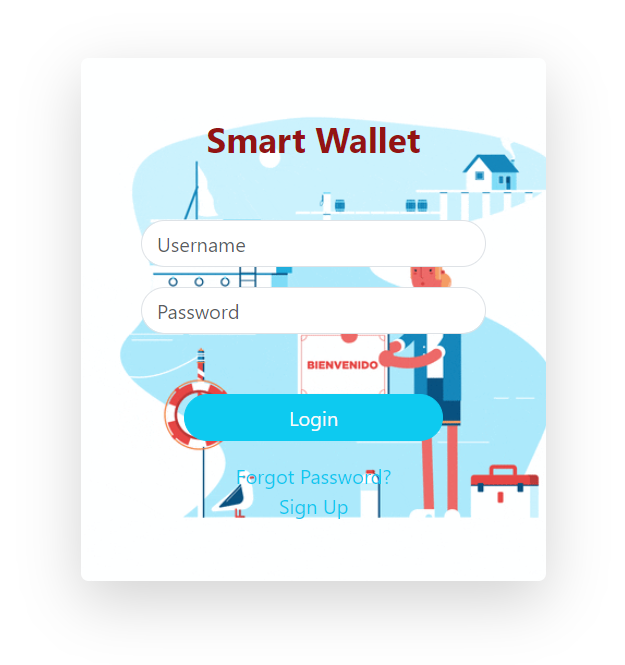 Smart Wallet
Username
Password
BIENVENIDO
Login
Forgot Password?
Sign Up